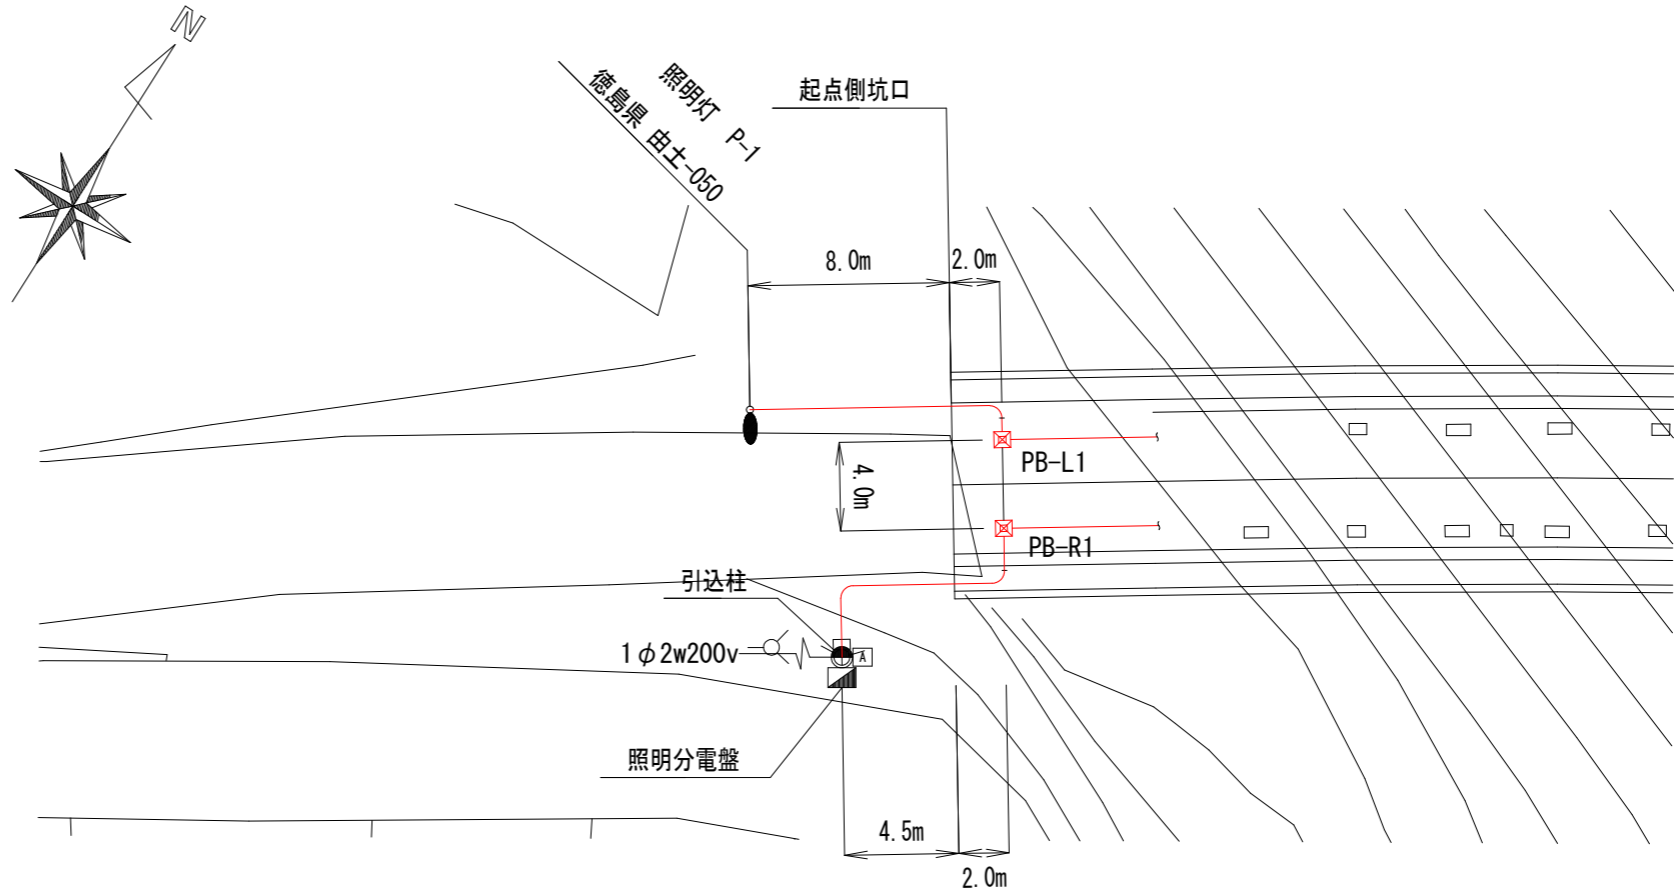 N
照明灯 P-1
徳島県 由土-050
起点側坑口
8.0m
2.0m
4.0m
PB-L1
PB-R1
引込柱
1φ2w200v
A
照明分電盤
4.5m
2.0m